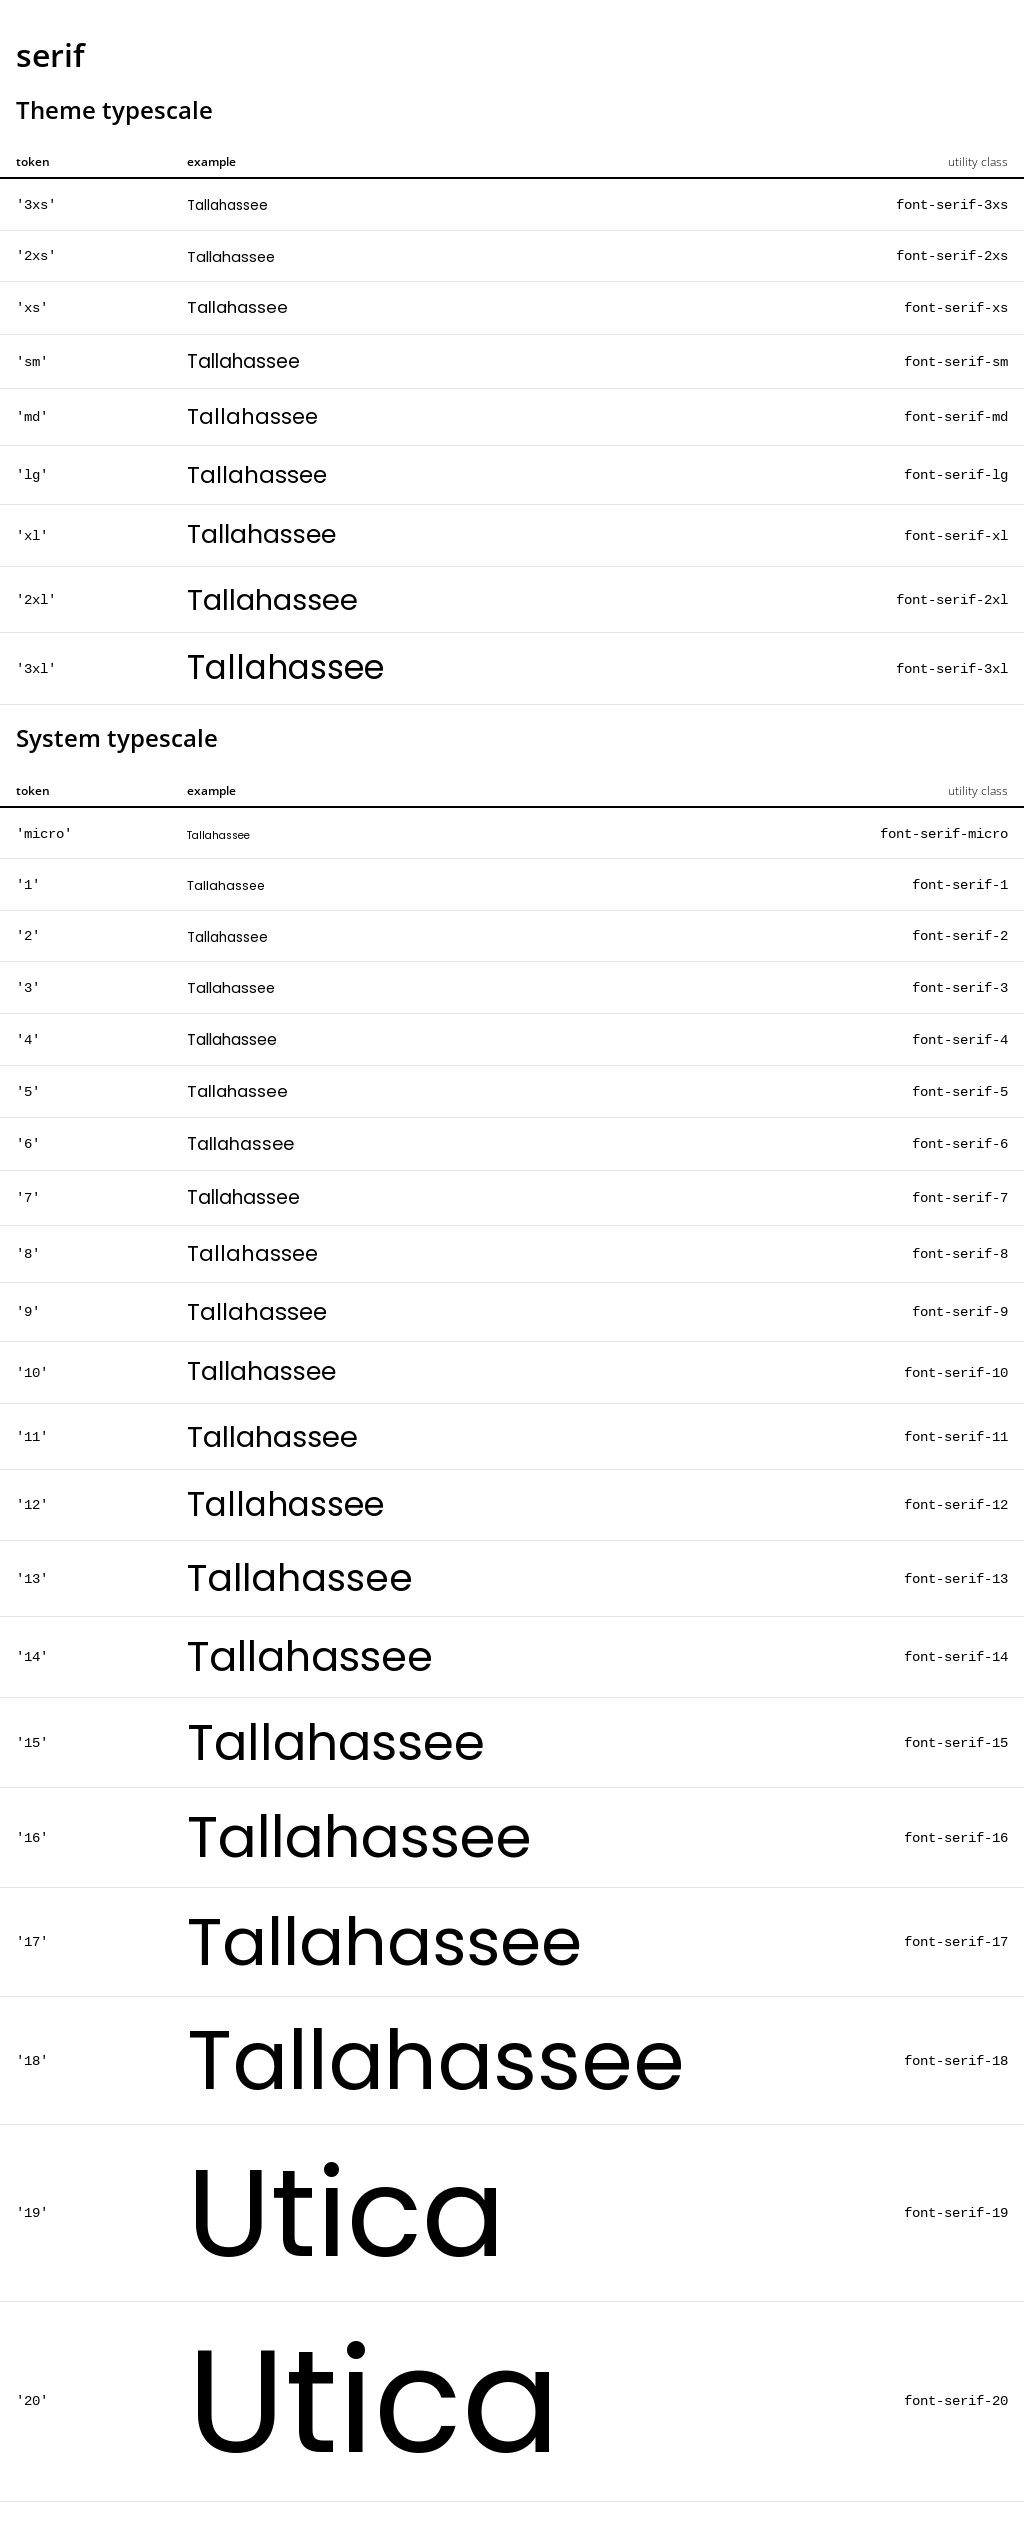 serif
Theme typescale
token example utility class
'3xs' Tallahassee font-serif-3xs
'2xs' Tallahassee font-serif-2xs
'xs' Tallahassee font-serif-xs
'sm' Tallahassee font-serif-sm
'md' Tallahassee font-serif-md
'lg' Tallahassee font-serif-lg
'xl' Tallahassee font-serif-xl
'2xl' Tallahassee font-serif-2xl
'3xl' Tallahassee font-serif-3xl
System typescale
token example utility class
'micro' Tallahassee font-serif-micro
'1' Tallahassee font-serif-1
'2' Tallahassee font-serif-2
'3' Tallahassee font-serif-3
'4' Tallahassee font-serif-4
'5' Tallahassee font-serif-5
'6' Tallahassee font-serif-6
'7' Tallahassee font-serif-7
'8' Tallahassee font-serif-8
'9' Tallahassee font-serif-9
'10' Tallahassee font-serif-10
'11' Tallahassee font-serif-11
'12' Tallahassee font-serif-12
'13' Tallahassee font-serif-13
'14' Tallahassee font-serif-14
'15' Tallahassee font-serif-15
'16' Tallahassee font-serif-16
'17' Tallahassee font-serif-17
'18' Tallahassee font-serif-18
'19' Utica font-serif-19
'20' Utica font-serif-20